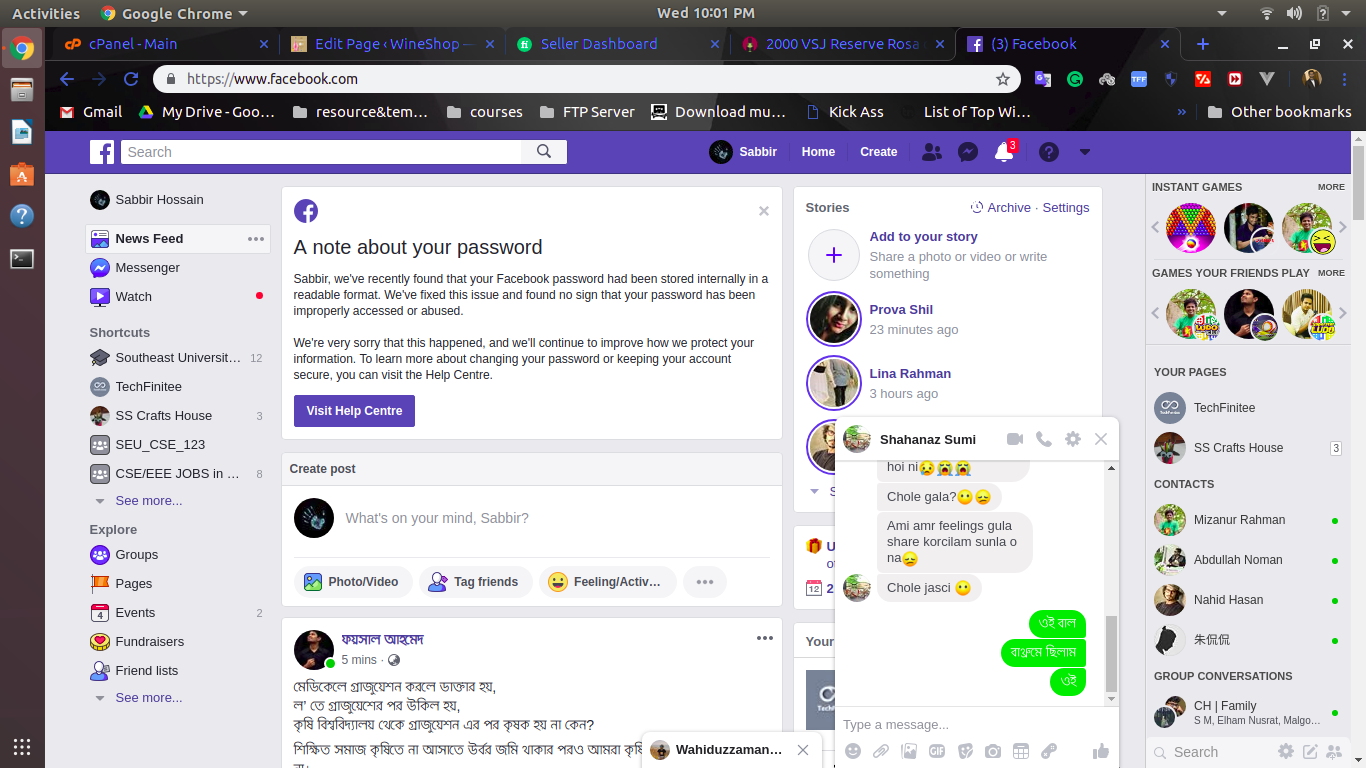 Activities
Google Chrome
Wed 10:01 PM
cPanel - Main
Edit Page ‹ WineShop —
Seller Dashboard
2000 VSJ Reserve Rosa
(3) Facebook
https://www.facebook.com
Gmail
My Drive - Goo…
resource&tem…
courses
FTP Server
Download mu…
Kick Ass
List of Top Wi…
»
Other bookmarks
Search
Sabbir
Home
Create
3
Sabbir Hossain
News Feed
Messenger
Watch
Shortcuts
Southeast Universit... 12
TechFinitee
SS Crafts House 3
SEU_CSE_123
CSE/EEE JOBS in ... 8
See more...
Explore
Groups
Pages
Events 2
Fundraisers
Friend lists
See more...
A note about your password
Sabbir, we've recently found that your Facebook password had been stored internally in a
readable format. We've fixed this issue and found no sign that your password has been
improperly accessed or abused.
We're very sorry that this happened, and we'll continue to improve how we protect your
information. To learn more about changing your password or keeping your account
secure, you can visit the Help Centre.
Visit Help Centre
Create post
What's on your mind, Sabbir?
Photo/Video
Tag friends
Feeling/Activ...
ফয়সাল আহমেদ
5 mins ·
মেডিকেলে গ্রাজুয়েশন করলে ডাক্তার হয়,
ল' তে গ্রাজুয়েশের পর উকিল হয়,
কৃষি বিশ্ববিদ্যালয় থেকে গ্রাজুয়েশন এর পর কৃষক হয় না কেন?
শিক্ষিত সমাজ কৃষিতে না আসাতে উর্বর জমি থাকার পরও আমরা কৃষি
Stories
Archive · Settings
Add to your story
Share a photo or video or write
something
Prova Shil
23 minutes ago
Lina Rahman
3 hours ago
S
U
of
12 2
Your
Shahanaz Sumi
hoi ni😢😭😭
Chole gala?😶😞
Ami amr feelings gula
share korcilam sunla o
na😞
Chole jasci 😶
ওই বাল
বাথ্রুমে ছিলাম
ওই
Type a message...
GIF
Wahiduzzaman...
INSTANT GAMES
MORE
GAMES YOUR FRIENDS PLAY
MORE
YOUR PAGES
TechFinitee
SS Crafts House 3
CONTACTS
Mizanur Rahman
Abdullah Noman
Nahid Hasan
朱侃侃
GROUP CONVERSATIONS
CH | Family
S M, Elham Nusrat, Malgo...
Search